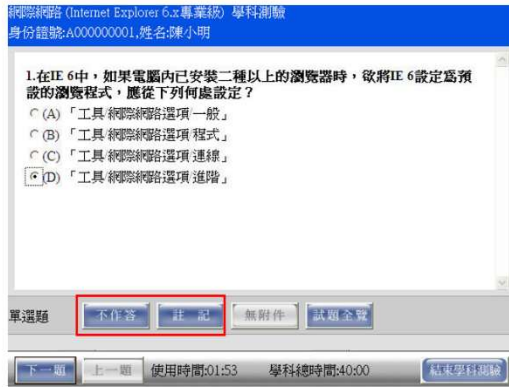 網際網路 (Internet Explorer 6.x專業級) 學科測驗
身份證號:A000000001,姓名:陳小明
1.在IE 6中，如果電腦內已安裝二種以上的瀏覽器時，欲將IE 6設定為預
設的瀏覽程式，應從下列何處設定？
(A) 「工具/網際網路選項/一般」
(B) 「工具/網際網路選項/程式」
(C) 「工具/網際網路選項/連線」
(D) 「工具/網際網路選項/進階」
單選題 不作答 註 記 無附件 試題全覽
下一題 上一題 使用時間:01:53 學科總時間:40:00 結束學科測驗